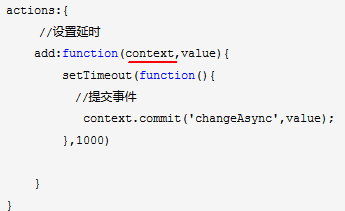 actions:{
//设置延时
add:function(context,value){
setTimeout(function(){
//提交事件
context.commit('changeAsync',value);
},1000)
}
}